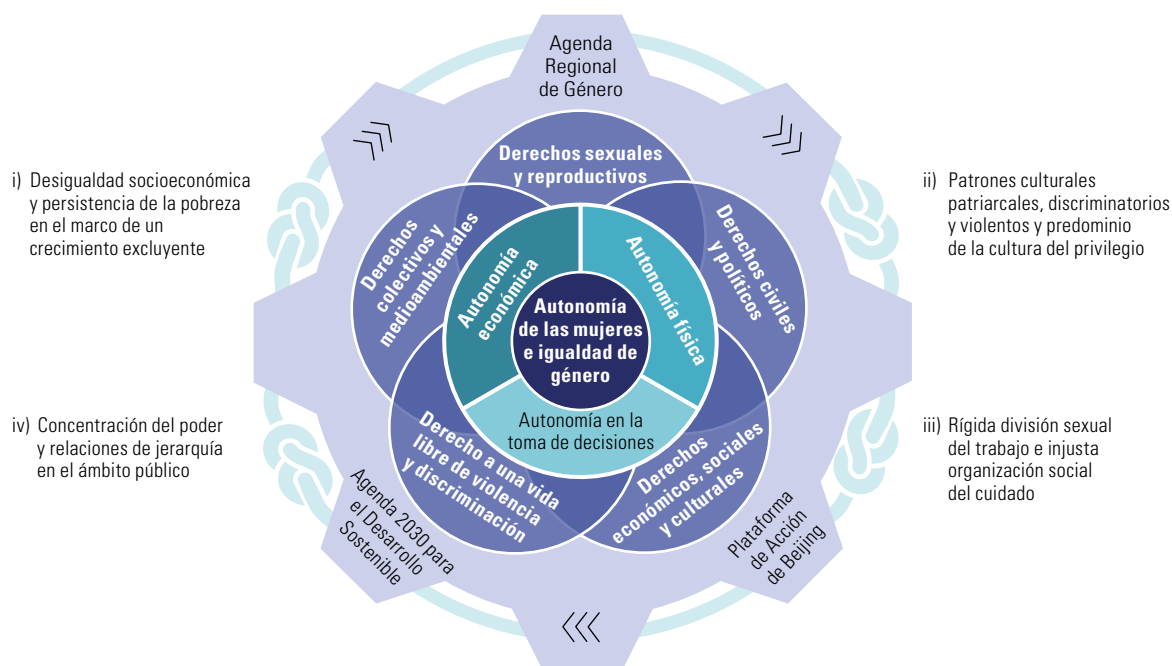 Agenda
Regional
de Género
i) Desigualdad socioeconómica
y persistencia de la pobreza
en el marco de un
crecimiento excluyente
ii) Patrones culturales
patriarcales, discriminatorios
y violentos y predominio
de la cultura del privilegio
Derechos sexuales
y reproductivos
Derechos
colectivos y
medioambientales
Derechos civiles
y políticos
Autonomía
económica
Autonomía física
Autonomía
de las mujeres
e igualdad de
género
Autonomía en la
toma de decisiones
Derecho a una vida
libre de violencia
y discriminación
Derechos
económicos, sociales
y culturales
iv) Concentración del poder
y relaciones de jerarquía
en el ámbito público
iii) Rígida división sexual
del trabajo e injusta
organización social
del cuidado
Agenda 2030 para
el Desarrollo
Sostenible
Plataforma
de Acción
de Beijing